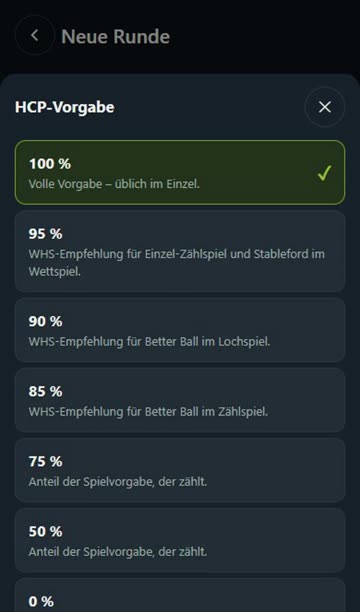 Neue Runde
HCP-Vorgabe
100 %
Volle Vorgabe – üblich im Einzel.
95 %
WHS-Empfehlung für Einzel-Zählspiel und Stableford im
Wettspiel.
90 %
WHS-Empfehlung für Better Ball im Lochspiel.
85 %
WHS-Empfehlung für Better Ball im Zählspiel.
75 %
Anteil der Spielvorgabe, der zählt.
50 %
Anteil der Spielvorgabe, der zählt.
0 %